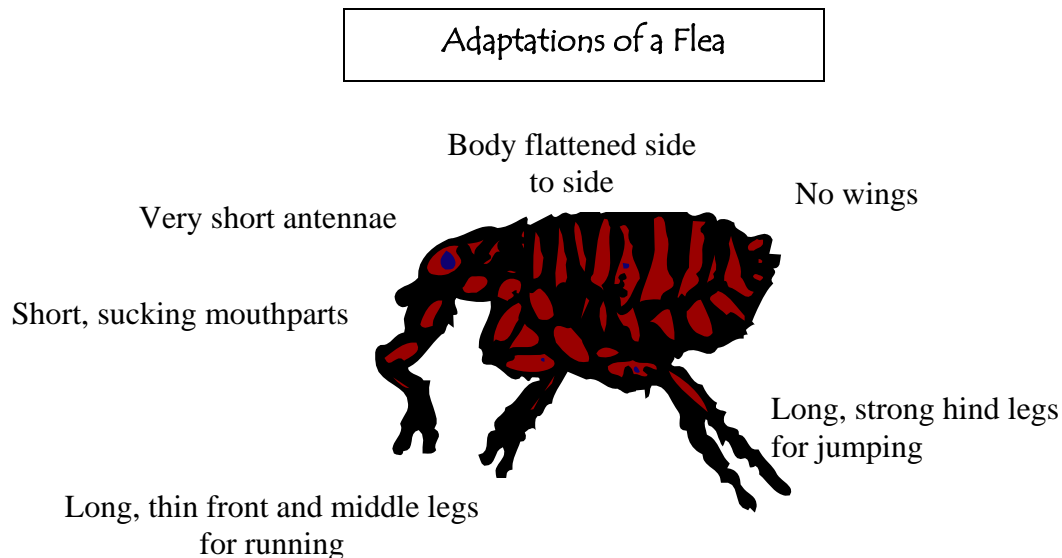 Adaptations of a Flea
Body flattened side
to side
No wings
Very short antennae
Short, sucking mouthparts
Long, strong hind legs
for jumping
Long, thin front and middle legs
for running